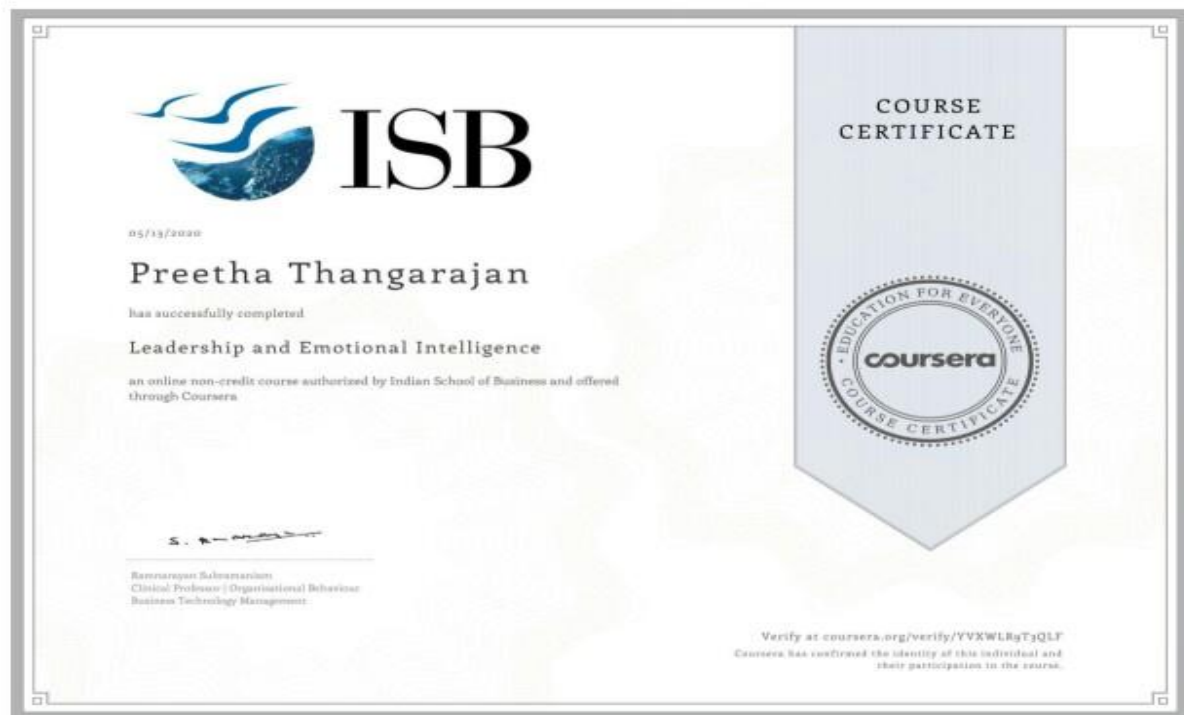 ISB
05/13/2020
Preetha Thangarajan
has successfully completed
Leadership and Emotional Intelligence
an online non-credit course authorized by Indian School of Business and offered
through Coursera
S.
Ramnarayan Subramaniam
Clinical Professor | Organisational Behaviour
Business Technology Management
COURSE
CERTIFICATE
EDUCATION FOR EVERYONE
coursera
COURSE CERTIFICATE
Verify at coursera.org/verify/YVXWLR9T3QLF
Coursera has confirmed the identity of this individual and
their participation in the course.